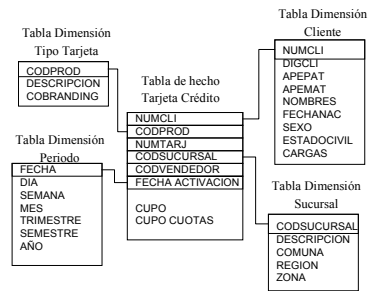 Tabla Dimensión
Tipo Tarjeta
CODPROD
DESCRIPCION
COBRANDING
Tabla Dimensión
Periodo
FECHA
DIA
SEMANA
MES
TRIMESTRE
SEMESTRE
AÑO
Tabla de hecho
Tarjeta Crédito
NUMCLI
CODPROD
NUMTARJ
CODSUCURSAL
CODVENDEDOR
FECHA ACTIVACION
CUPO
CUPO CUOTAS
Tabla Dimensión
Cliente
NUMCLI
DIGCLI
APEPAT
APEMAT
NOMBRES
FECHANAC
SEXO
ESTADOCIVIL
CARGAS
Tabla Dimensión
Sucursal
CODSUCURSAL
DESCRIPCION
COMUNA
REGION
ZONA